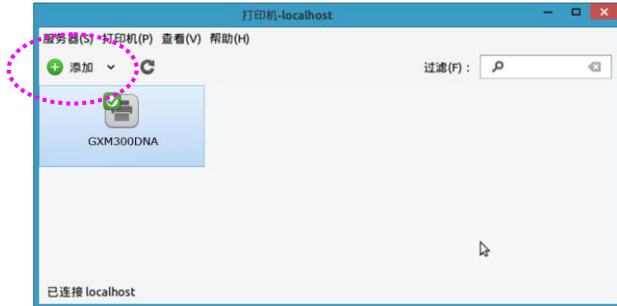 打印机-localhost
服务器(S) 打印机(P) 查看(V) 帮助(H)
添加 过滤(F)：
GXM300DNA
已连接 localhost